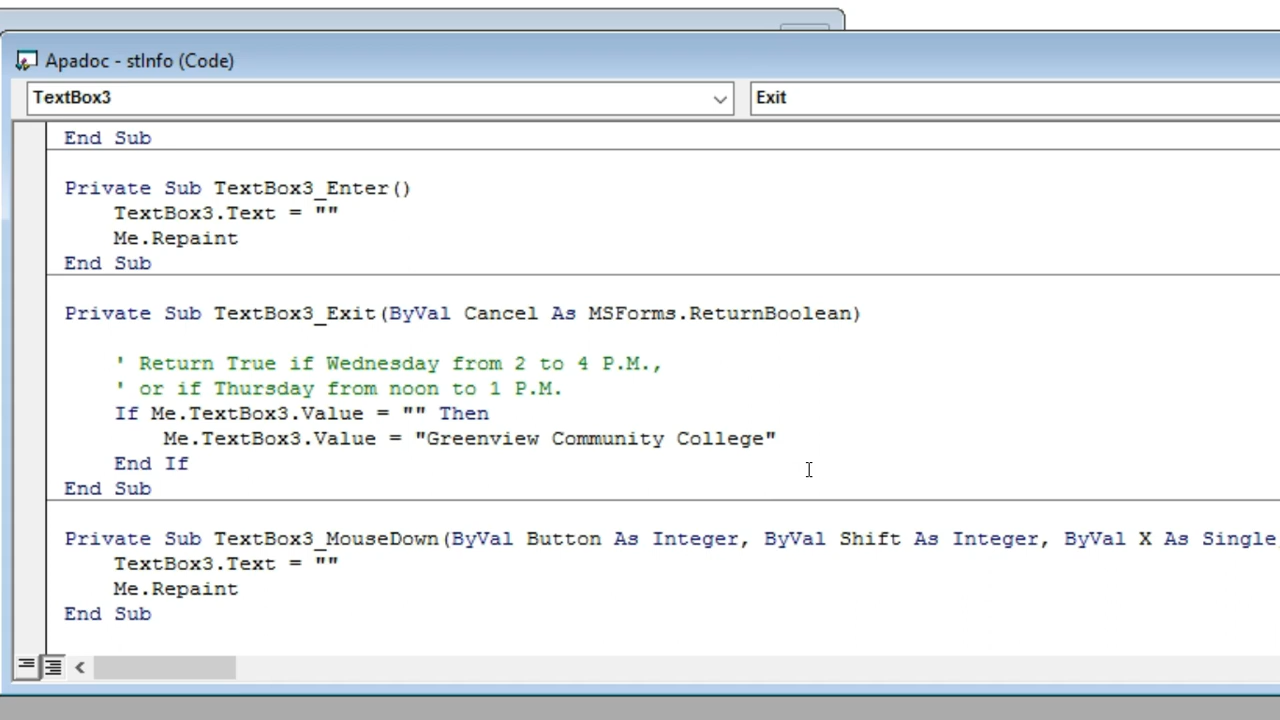 Apadoc - stInfo (Code)
TextBox3
Exit
End Sub
Private Sub TextBox3_Enter()
TextBox3.Text = ""
Me.Repaint
End Sub
Private Sub TextBox3_Exit(ByVal Cancel As MSForms.ReturnBoolean)
' Return True if Wednesday from 2 to 4 P.M.,
' or if Thursday from noon to 1 P.M.
If Me.TextBox3.Value = "" Then
Me.TextBox3.Value = "Greenview Community College"
End If
End Sub
Private Sub TextBox3_MouseDown(ByVal Button As Integer, ByVal Shift As Integer, ByVal X As Single,
TextBox3.Text = ""
Me.Repaint
End Sub